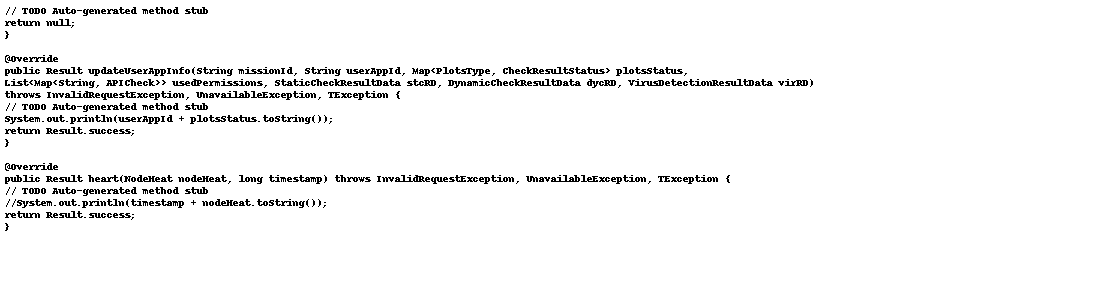 // TODO Auto-generated method stub
return null;
}
@Override
public Result updateUserAppInfo(String missionId, String userAppId, Map<PlotsType, CheckResultStatus> plotsStatus,
List<Map<String, APICheck>> usedPermissions, StaticCheckResultData stcRD, DynamicCheckResultData dycRD, VirusDetectionResultData virRD)
throws InvalidRequestException, UnavailableException, TException {
// TODO Auto-generated method stub
System.out.println(userAppId + plotsStatus.toString());
return Result.success;
}
@Override
public Result heart(NodeHeat nodeHeat, long timestamp) throws InvalidRequestException, UnavailableException, TException {
// TODO Auto-generated method stub
//System.out.println(timestamp + nodeHeat.toString());
return Result.success;
}